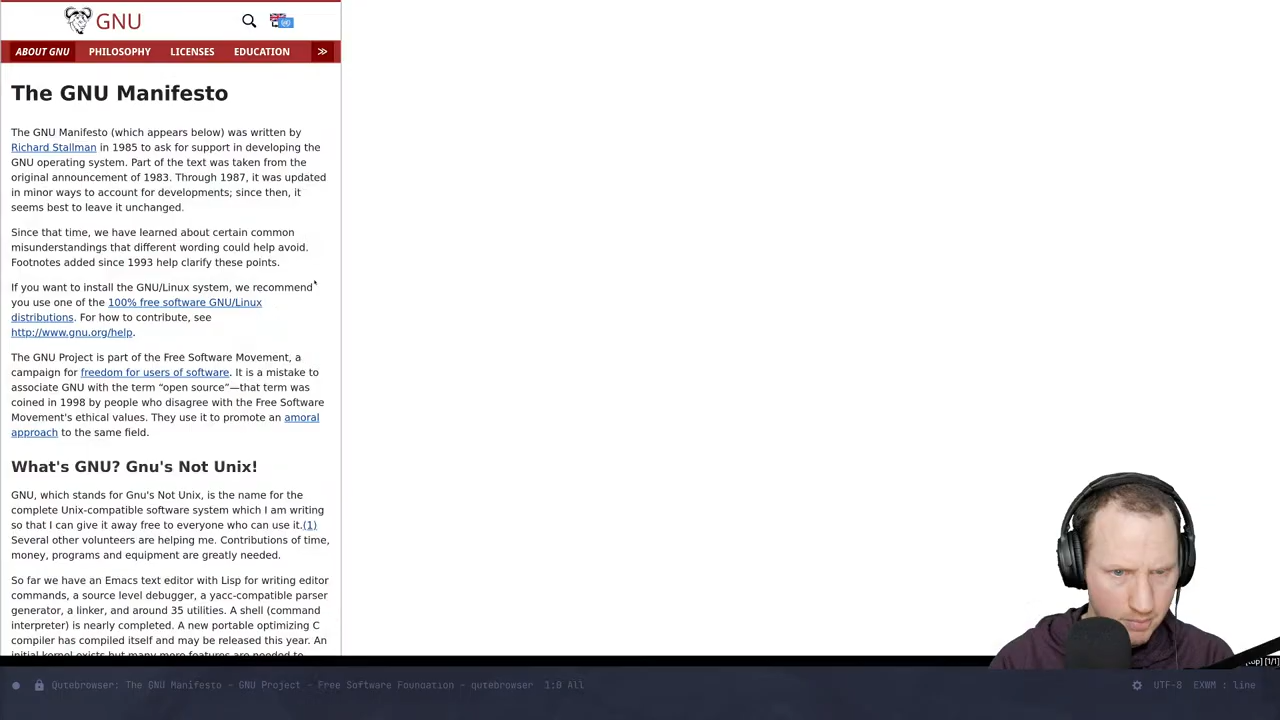 GNU
ABOUT GNU PHILOSOPHY LICENSES EDUCATION »
The GNU Manifesto
The GNU Manifesto (which appears below) was written by
Richard Stallman in 1985 to ask for support in developing the
GNU operating system. Part of the text was taken from the
original announcement of 1983. Through 1987, it was updated
in minor ways to account for developments; since then, it
seems best to leave it unchanged.
Since that time, we have learned about certain common
misunderstandings that different wording could help avoid.
Footnotes added since 1993 help clarify these points.
If you want to install the GNU/Linux system, we recommend
you use one of the 100% free software GNU/Linux
distributions. For how to contribute, see
http://www.gnu.org/help.
The GNU Project is part of the Free Software Movement, a
campaign for freedom for users of software. It is a mistake to
associate GNU with the term “open source”—that term was
coined in 1998 by people who disagree with the Free Software
Movement's ethical values. They use it to promote an amoral
approach to the same field.
What's GNU? Gnu's Not Unix!
GNU, which stands for Gnu's Not Unix, is the name for the
complete Unix-compatible software system which I am writing
so that I can give it away free to everyone who can use it.(1)
Several other volunteers are helping me. Contributions of time,
money, programs and equipment are greatly needed.
So far we have an Emacs text editor with Lisp for writing editor
commands, a source level debugger, a yacc-compatible parser
generator, a linker, and around 35 utilities. A shell (command
interpreter) is nearly completed. A new portable optimizing C
compiler has compiled itself and may be released this year. An
initial kernel exists but many more features are needed to
[top] [1/1]
Qutebrowser: The GNU Manifesto - GNU Project - Free Software Foundation - qutebrowser 1:0 All
UTF-8 EXWM : line